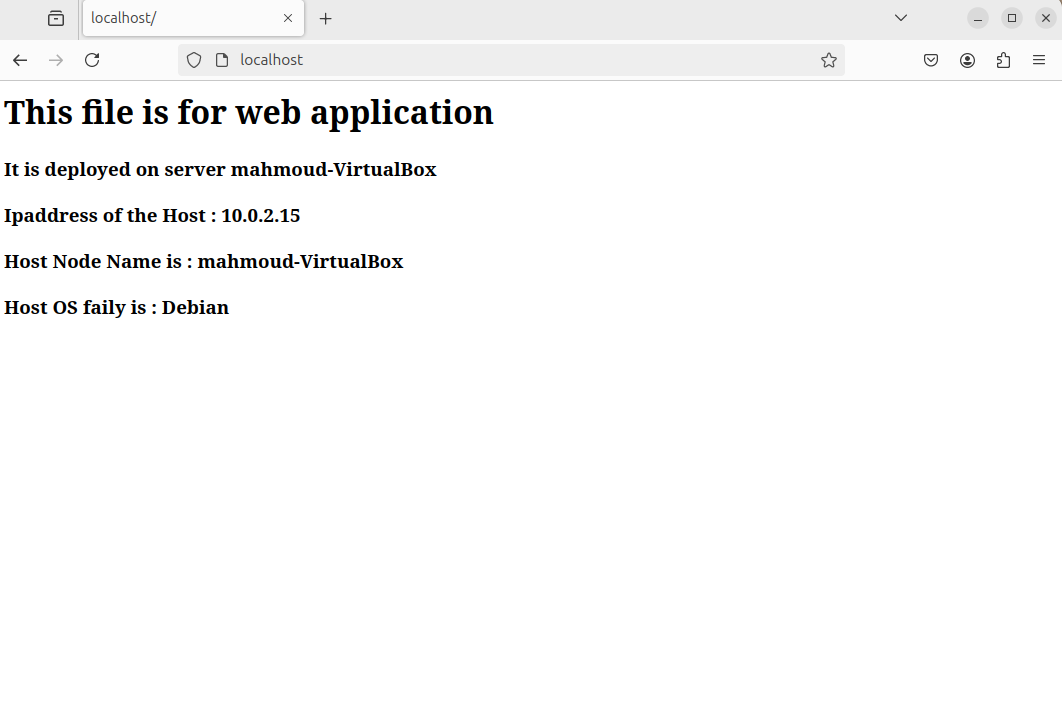 localhost/
localhost
This file is for web application
It is deployed on server mahmoud-VirtualBox
Ipaddress of the Host : 10.0.2.15
Host Node Name is : mahmoud-VirtualBox
Host OS faily is : Debian